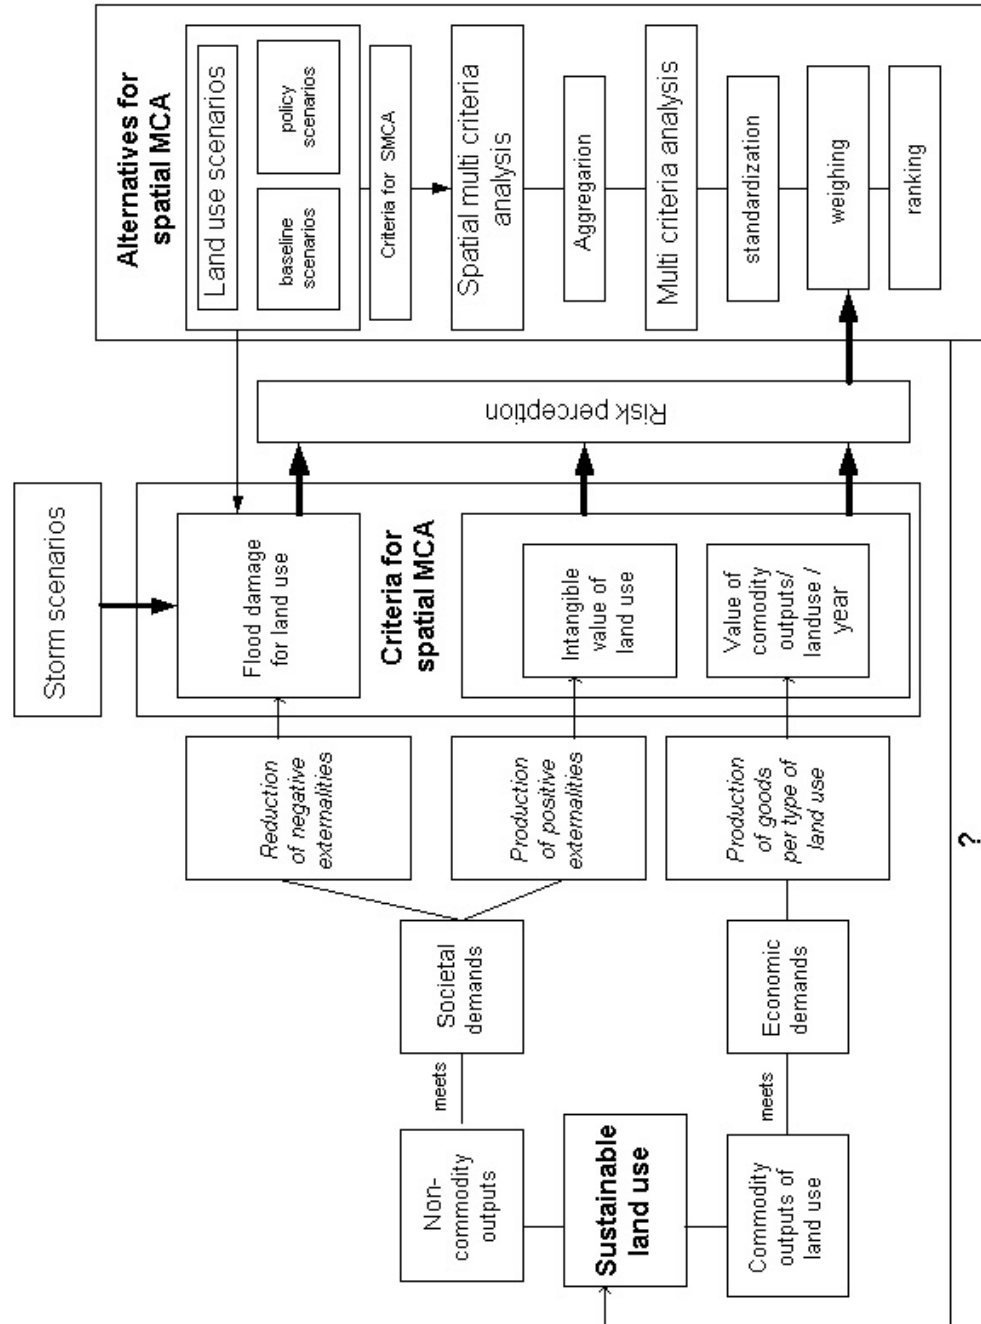 Storm scenarios
Alternatives for
spatial MCA
Land use scenarios
baseline
scenarios
policy
scenarios
Criteria for SMCA
Spatial multi criteria
analysis
Aggregarion
Multi criteria analysis
standardization
weighing
ranking
Risk perception
Flood damage
for land use
Criteria for
spatial MCA
Intangible
value of
land use
Value of
comodity
outputs/
landuse /
year
Reduction
of negative
externalities
Production
of positive
externalities
Production
of goods
per type of
land use
Societal
demands
Economic
demands
meets
meets
Non-
commodity
outputs
Sustainable
land use
Commodity
outputs of
land use
?